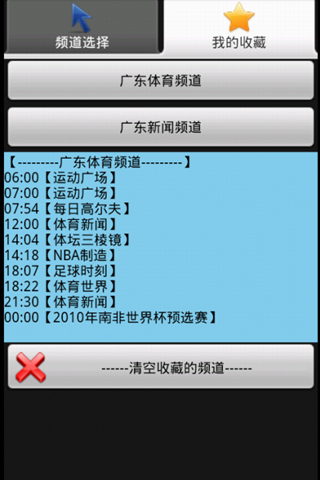 频道选择
我的收藏
广东体育频道
广东新闻频道
【---------广东体育频道---------】
06:00【运动广场】
07:00【运动广场】
07:54【每日高尔夫】
12:00【体育新闻】
14:04【体坛三棱镜】
14:18【NBA制造】
18:07【足球时刻】
18:22【体育世界】
21:30【体育新闻】
00:00【2010年南非世界杯预选赛】
------清空收藏的频道------